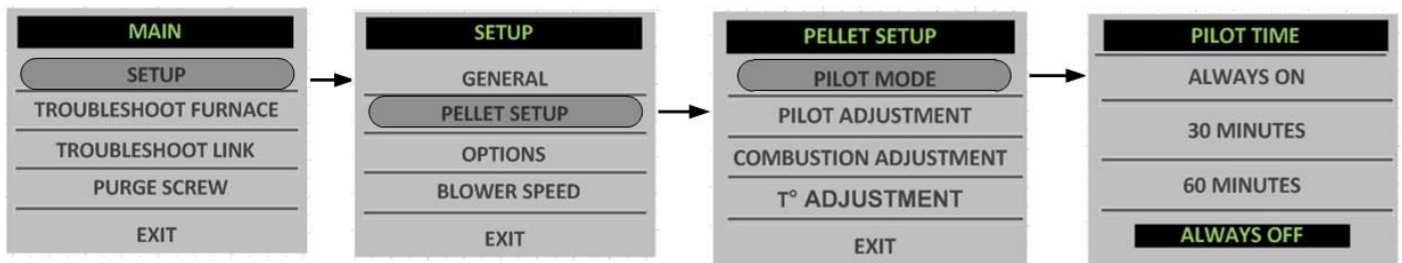 MAIN
SETUP
TROUBLESHOOT FURNACE
TROUBLESHOOT LINK
PURGE SCREW
EXIT
SETUP
GENERAL
PELLET SETUP
OPTIONS
BLOWER SPEED
EXIT
PELLET SETUP
PILOT MODE
PILOT ADJUSTMENT
COMBUSTION ADJUSTMENT
T° ADJUSTMENT
EXIT
PILOT TIME
ALWAYS ON
30 MINUTES
60 MINUTES
ALWAYS OFF